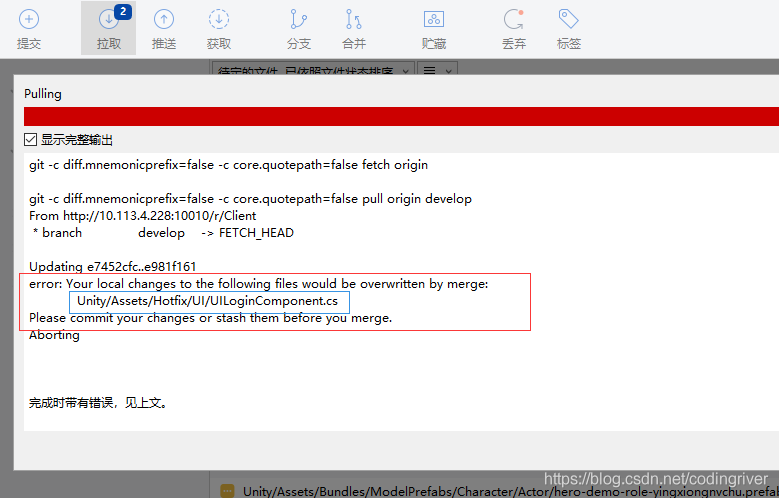 2
提交 拉取 推送 获取 分支 合并 贮藏 丢弃 标签
待定的文件, 已依照文件状态排序
Pulling
显示完整输出
git -c diff.mnemonicprefix=false -c core.quotepath=false fetch origin
git -c diff.mnemonicprefix=false -c core.quotepath=false pull origin develop
From http://10.113.4.228:10010/r/Client
* branch develop -> FETCH_HEAD
Updating e7452cfc..e981f161
error: Your local changes to the following files would be overwritten by merge:
Unity/Assets/Hotfix/UI/UILoginComponent.cs
Please commit your changes or stash them before you merge.
Aborting
完成时带有错误，见上文。
Unity/Assets/Bundles/ModelPrefabs/Character/Actor/hero-demo-role-yingxiongnvchu.prefab
https://blog.csdn.net/codingriver